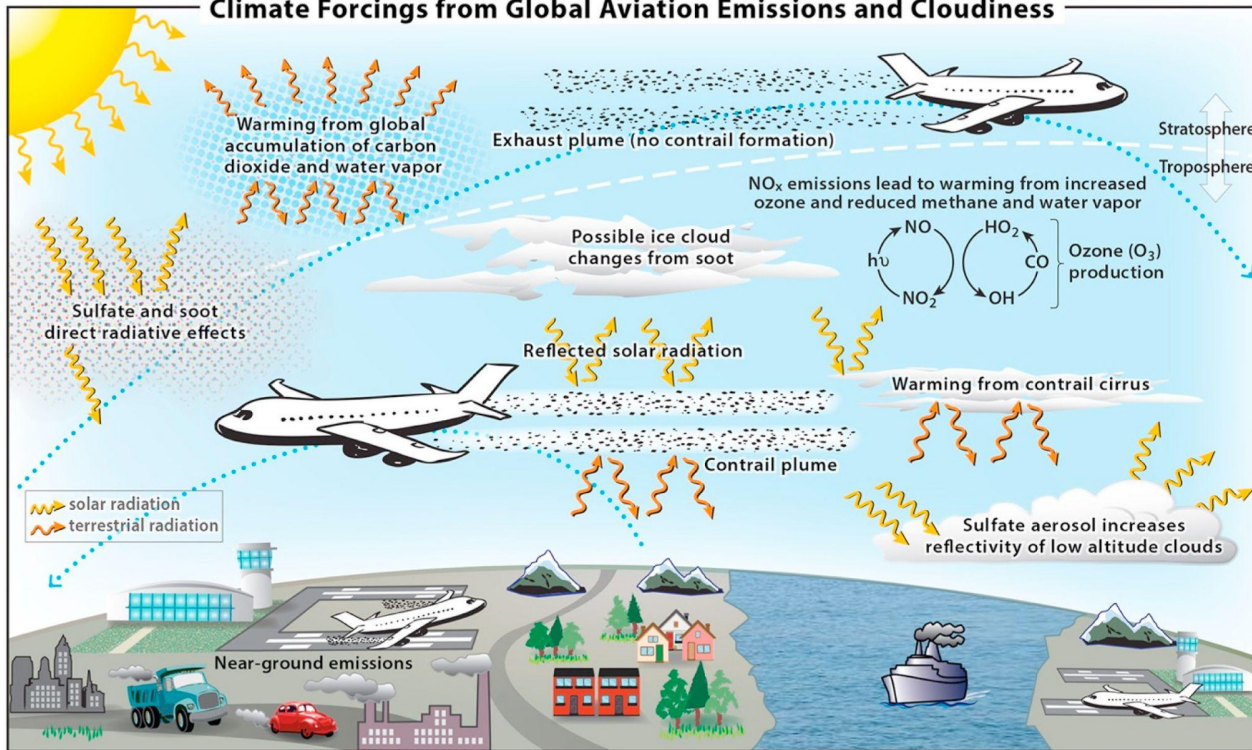 Climate Forcings from Global Aviation Emissions and Cloudiness
Warming from global
accumulation of carbon
dioxide and water vapor
Exhaust plume (no contrail formation)
Stratosphere
Troposphere
NOₓ emissions lead to warming from increased
ozone and reduced methane and water vapor
NO
HO₂
hυ
CO
NO₂
OH
Ozone (O₃)
production
Possible ice cloud
changes from soot
Sulfate and soot
direct radiative effects
Reflected solar radiation
Warming from contrail cirrus
Contrail plume
solar radiation
terrestrial radiation
Sulfate aerosol increases
reflectivity of low altitude clouds
Near-ground emissions